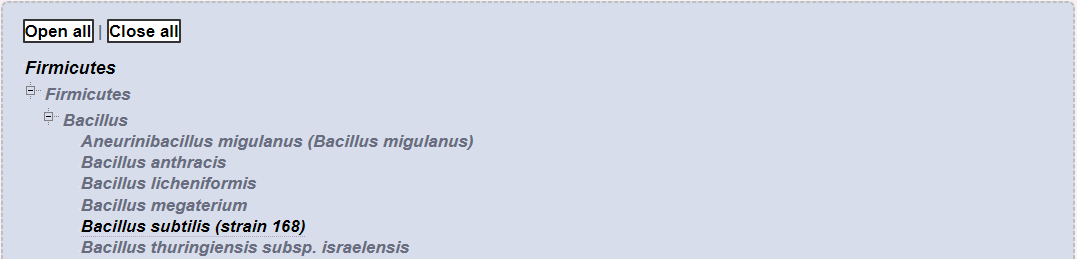 Open all | Close all
Firmicutes
Firmicutes
Bacillus
Aneurinibacillus migulanus (Bacillus migulanus)
Bacillus anthracis
Bacillus licheniformis
Bacillus megaterium
Bacillus subtilis (strain 168)
Bacillus thuringiensis subsp. israelensis